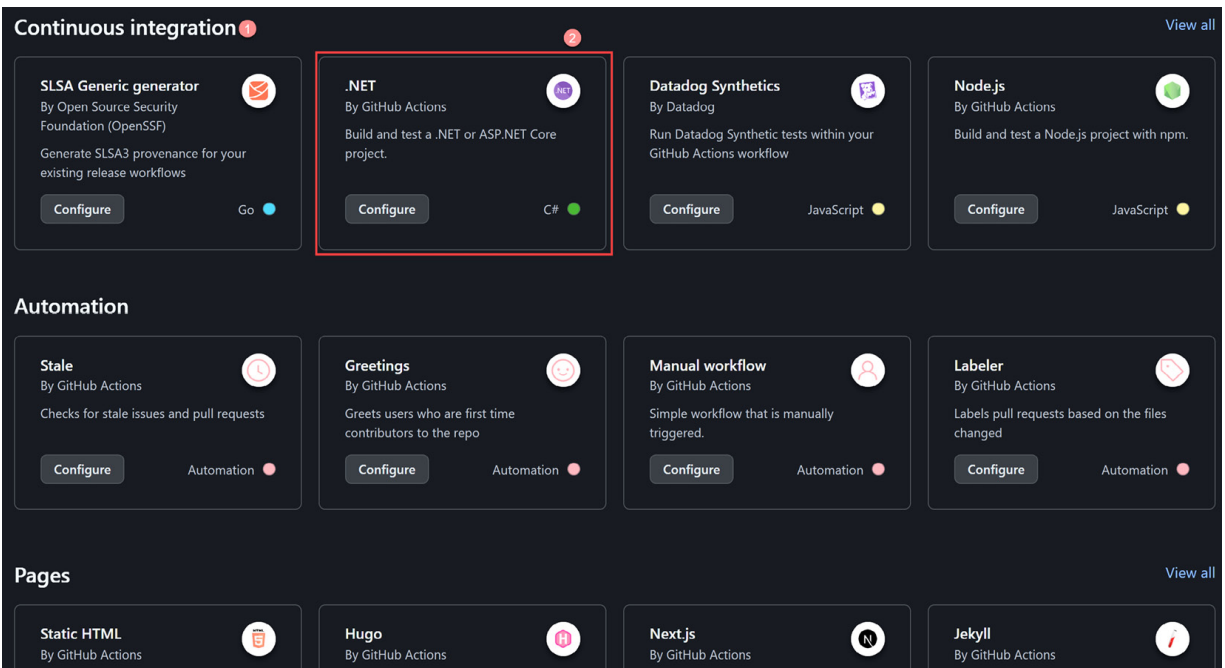 Continuous integration 1
View all
2
SLSA Generic generator
By Open Source Security
Foundation (OpenSSF)
Generate SLSA3 provenance for your
existing release workflows
Configure
Go
.NET
By GitHub Actions
Build and test a .NET or ASP.NET Core
project.
Configure
C#
.NET
Datadog Synthetics
By Datadog
Run Datadog Synthetic tests within your
GitHub Actions workflow
Configure
JavaScript
Node.js
By GitHub Actions
Build and test a Node.js project with npm.
Configure
JavaScript
Automation
Stale
By GitHub Actions
Checks for stale issues and pull requests
Configure
Automation
Greetings
By GitHub Actions
Greets users who are first time
contributors to the repo
Configure
Automation
Manual workflow
By GitHub Actions
Simple workflow that is manually
triggered.
Configure
Automation
Labeler
By GitHub Actions
Labels pull requests based on the files
changed
Configure
Automation
Pages
View all
Static HTML
By GitHub Actions
HTML
5
Hugo
By GitHub Actions
H
Next.js
By GitHub Actions
N
Jekyll
By GitHub Actions